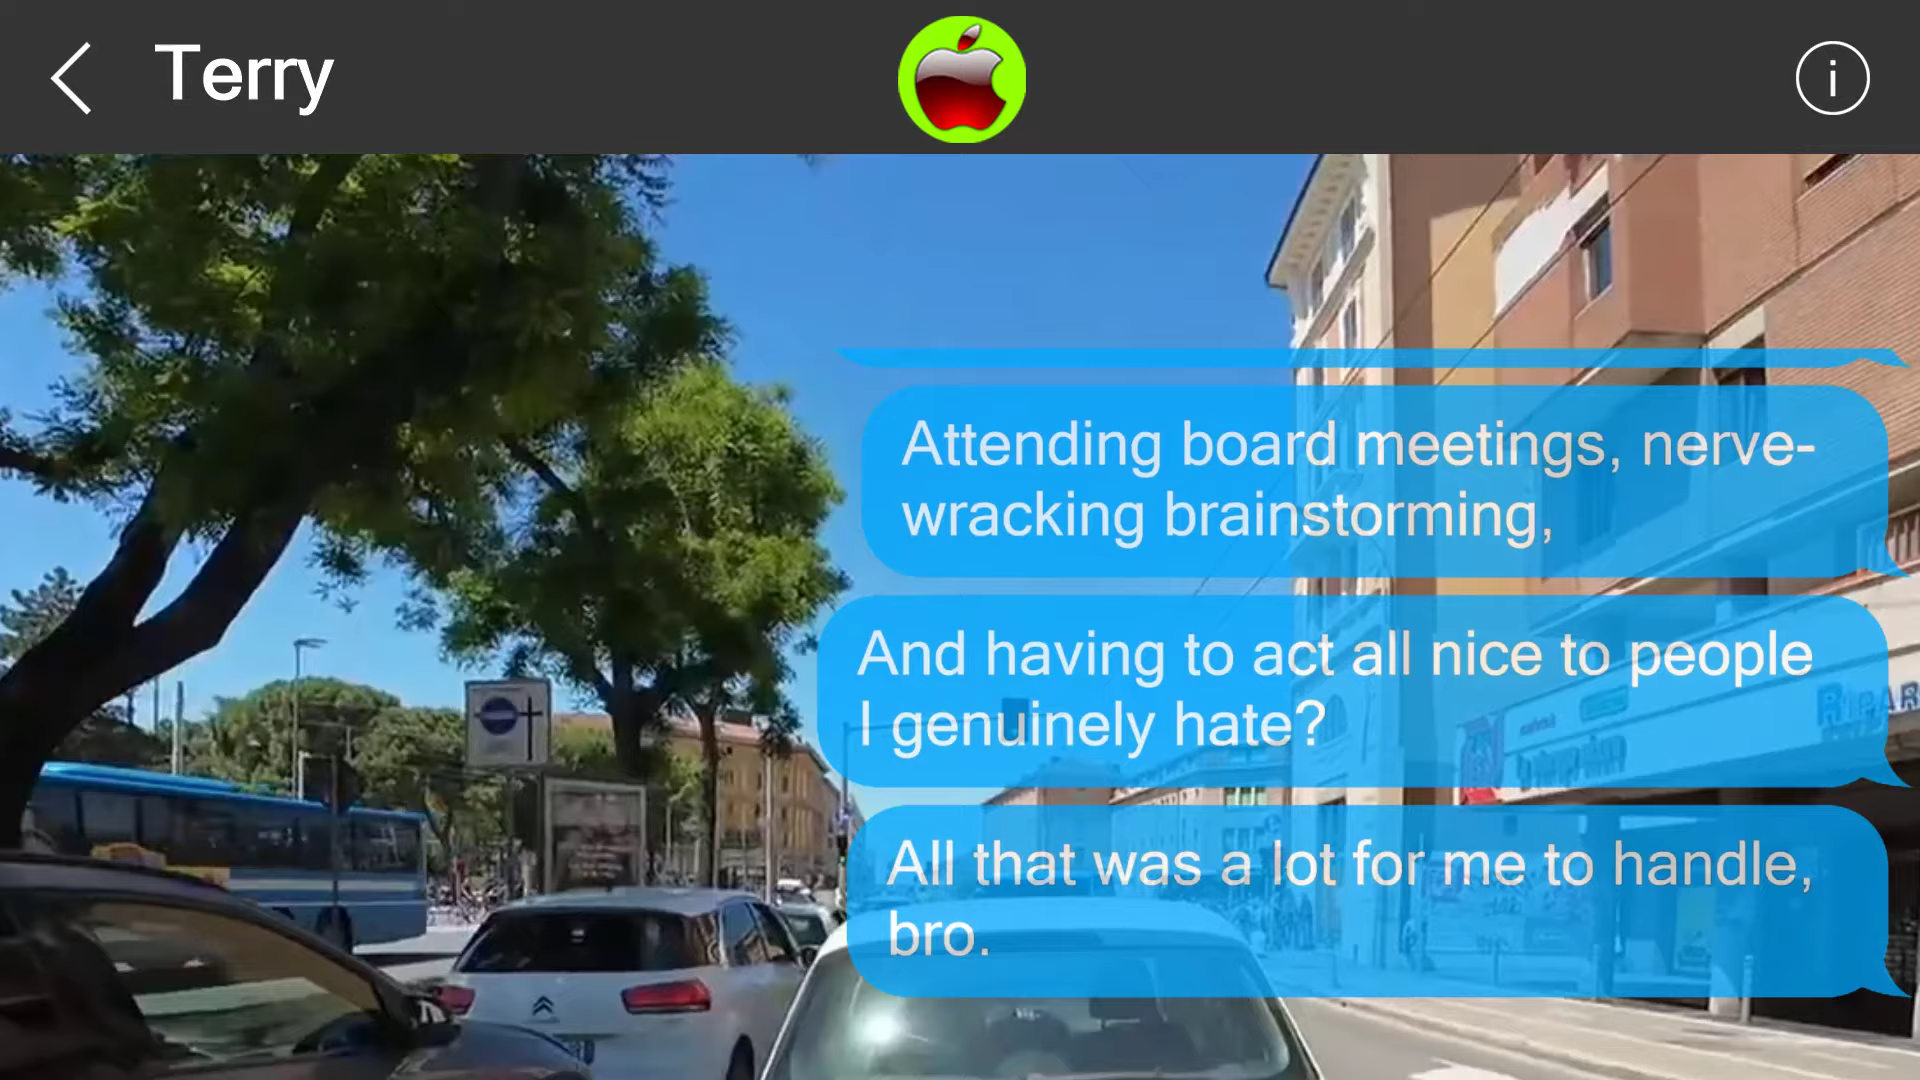 Terry
i
Attending board meetings, nerve-
wracking brainstorming,
And having to act all nice to people
I genuinely hate?
All that was a lot for me to handle,
bro.